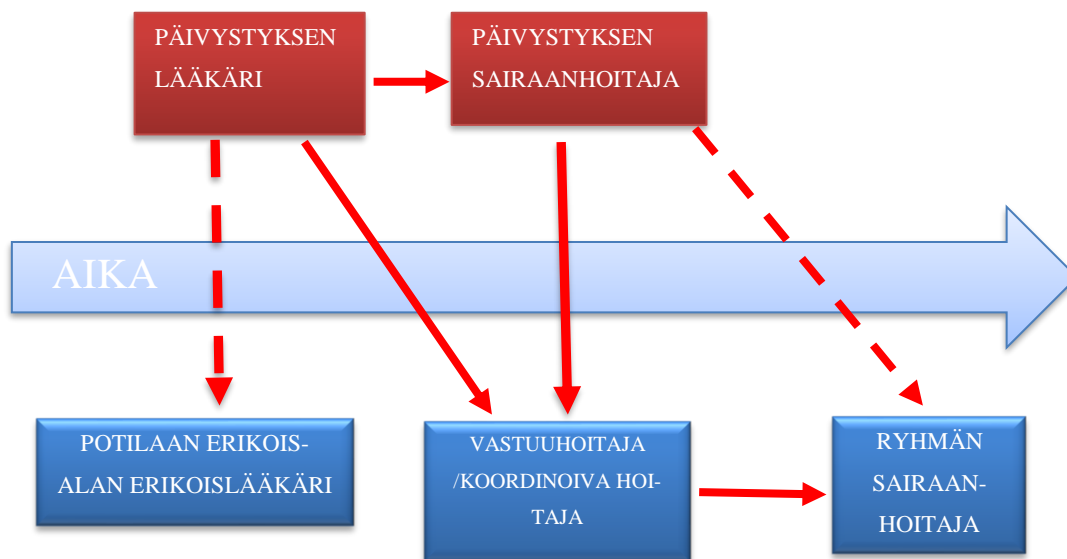 PÄIVYSTYKSEN
LÄÄKÄRI
PÄIVYSTYKSEN
SAIRAANHOITAJA
AIKA
POTILAAN ERIKOIS-
ALAN ERIKOISLÄÄKÄRI
VASTUUHOITAJA
/KOORDINOIVA HOI-
TAJA
RYHMÄN
SAIRAAN-
HOITAJA